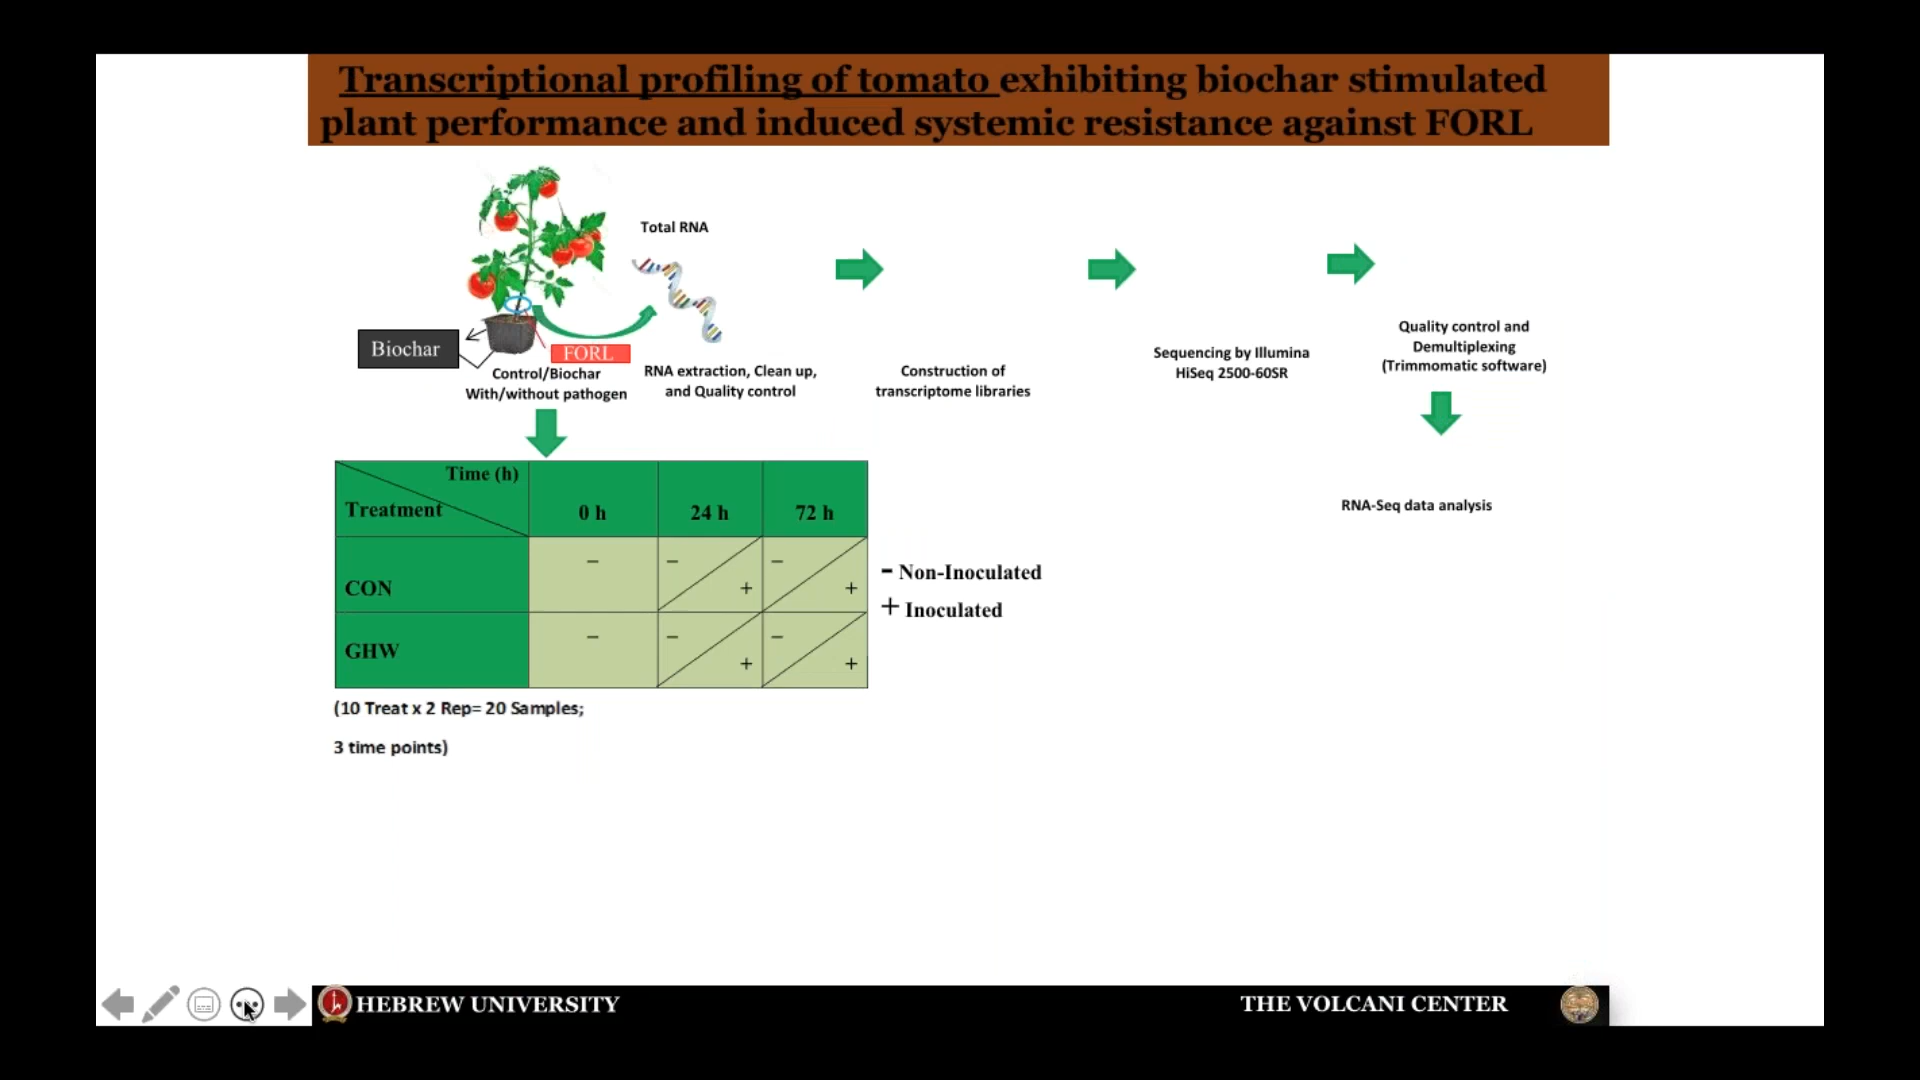 Transcriptional profiling of tomato exhibiting biochar stimulated
plant performance and induced systemic resistance against FORL
Total RNA
Biochar
FORL
Control/Biochar
With/without pathogen
RNA extraction, Clean up,
and Quality control
Construction of
transcriptome libraries
Sequencing by Illumina
HiSeq 2500-60SR
Quality control and
Demultiplexing
(Trimmomatic software)
RNA-Seq data analysis
Time (h)
Treatment
0 h
24 h
72 h
CON
−
−
+
−
+
GHW
−
−
+
−
+
- Non-Inoculated
+ Inoculated
(10 Treat x 2 Rep= 20 Samples;
3 time points)
HEBREW UNIVERSITY
THE VOLCANI CENTER